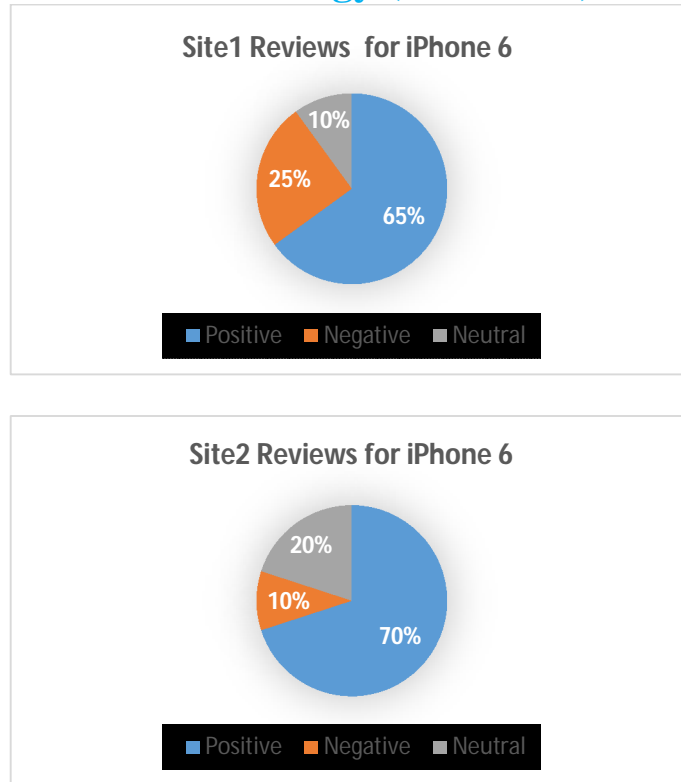 Site1 Reviews for iPhone 6
10%
25%
65%
Positive Negative Neutral
Site2 Reviews for iPhone 6
20%
10%
70%
Positive Negative Neutral